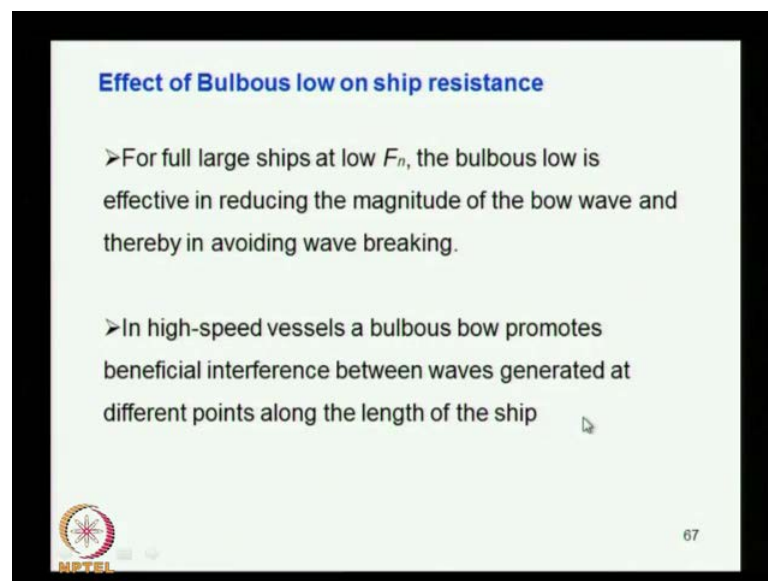 Effect of Bulbous low on ship resistance
➢For full large ships at low Fn, the bulbous low is
effective in reducing the magnitude of the bow wave and
thereby in avoiding wave breaking.
➢In high-speed vessels a bulbous bow promotes
beneficial interference between waves generated at
different points along the length of the ship
67
NPTEL